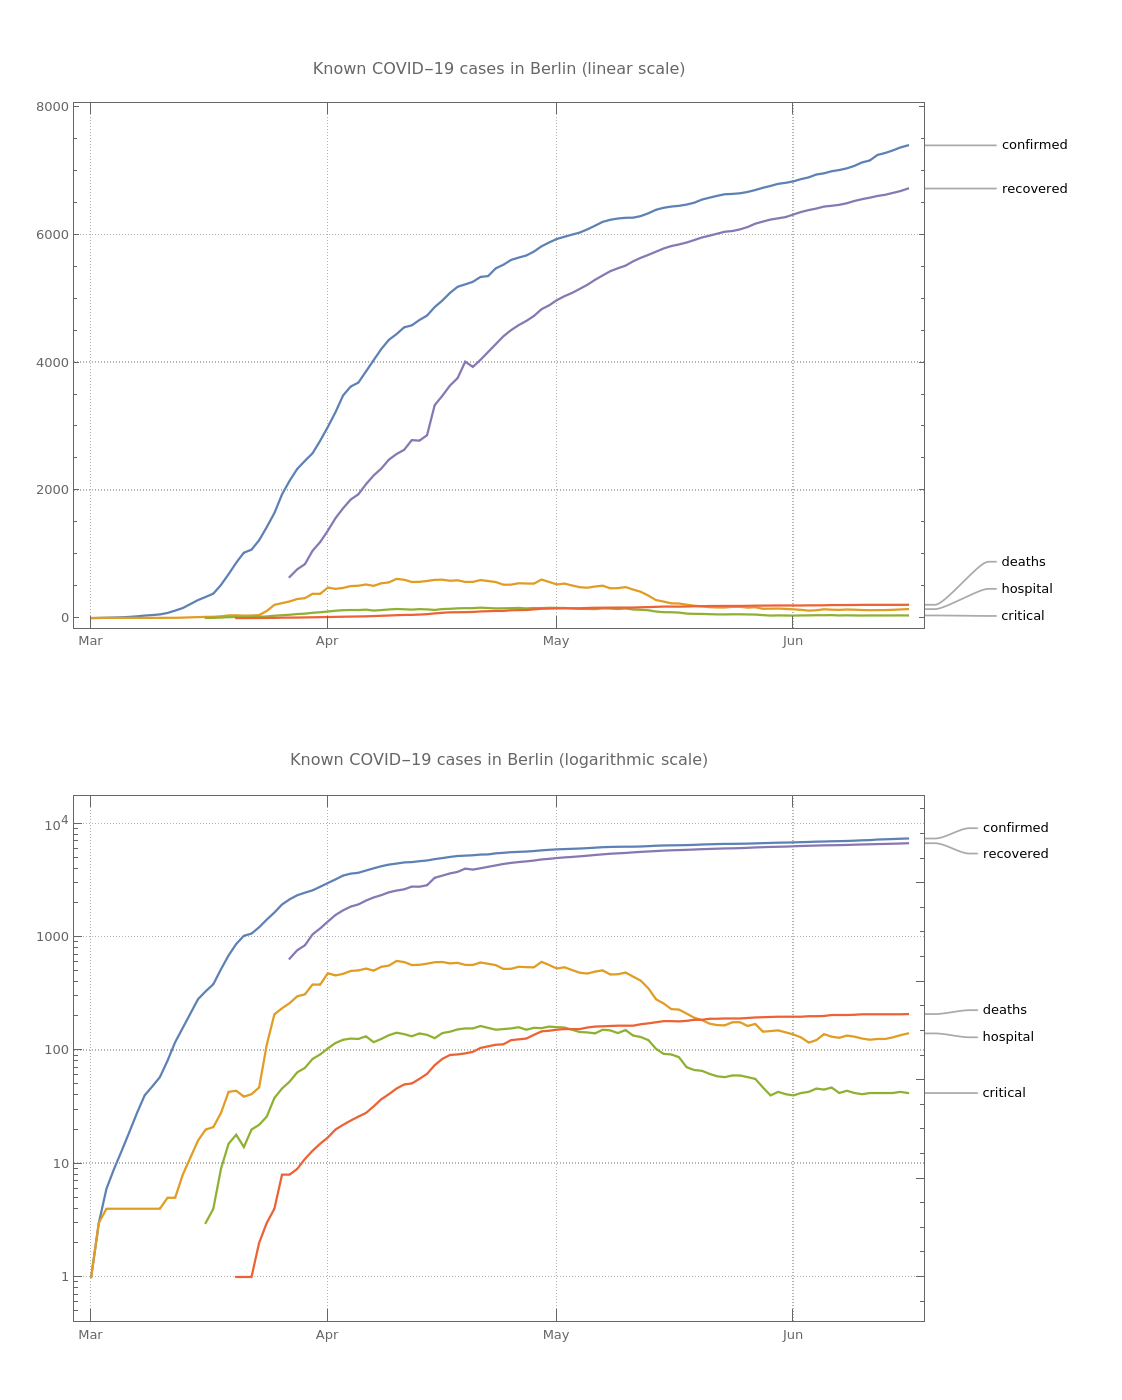 Known COVID–19 cases in Berlin (linear scale)
8000
6000
4000
2000
0
Mar Apr May Jun
confirmed
recovered
deaths
hospital
critical
Known COVID–19 cases in Berlin (logarithmic scale)
10⁴
1000
100
10
1
Mar Apr May Jun
confirmed
recovered
deaths
hospital
critical